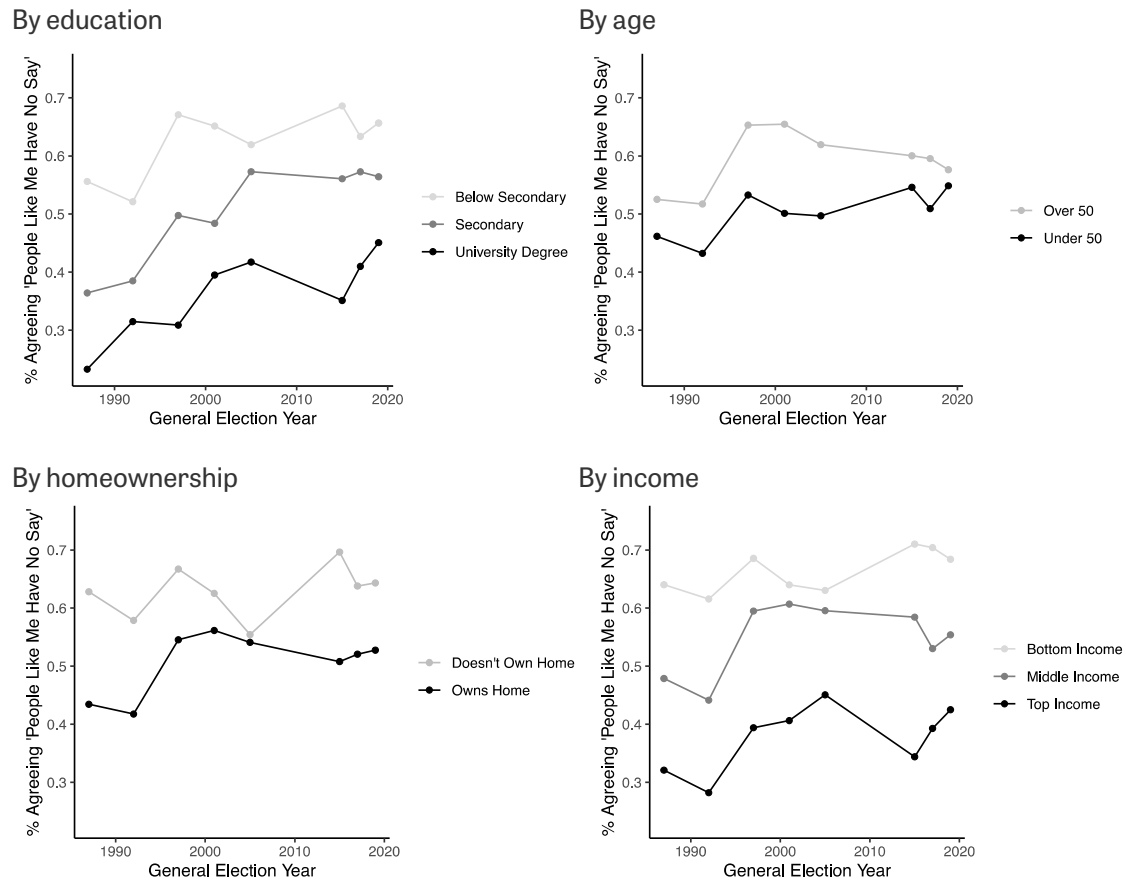 By education
% Agreeing 'People Like Me Have No Say'
0.7
0.6
0.5
0.4
0.3
1990
2000
2010
2020
General Election Year
Below Secondary
Secondary
University Degree
By age
% Agreeing 'People Like Me Have No Say'
0.7
0.6
0.5
0.4
0.3
1990
2000
2010
2020
General Election Year
Over 50
Under 50
By homeownership
% Agreeing 'People Like Me Have No Say'
0.7
0.6
0.5
0.4
0.3
1990
2000
2010
2020
General Election Year
Doesn't Own Home
Owns Home
By income
% Agreeing 'People Like Me Have No Say'
0.7
0.6
0.5
0.4
0.3
1990
2000
2010
2020
General Election Year
Bottom Income
Middle Income
Top Income